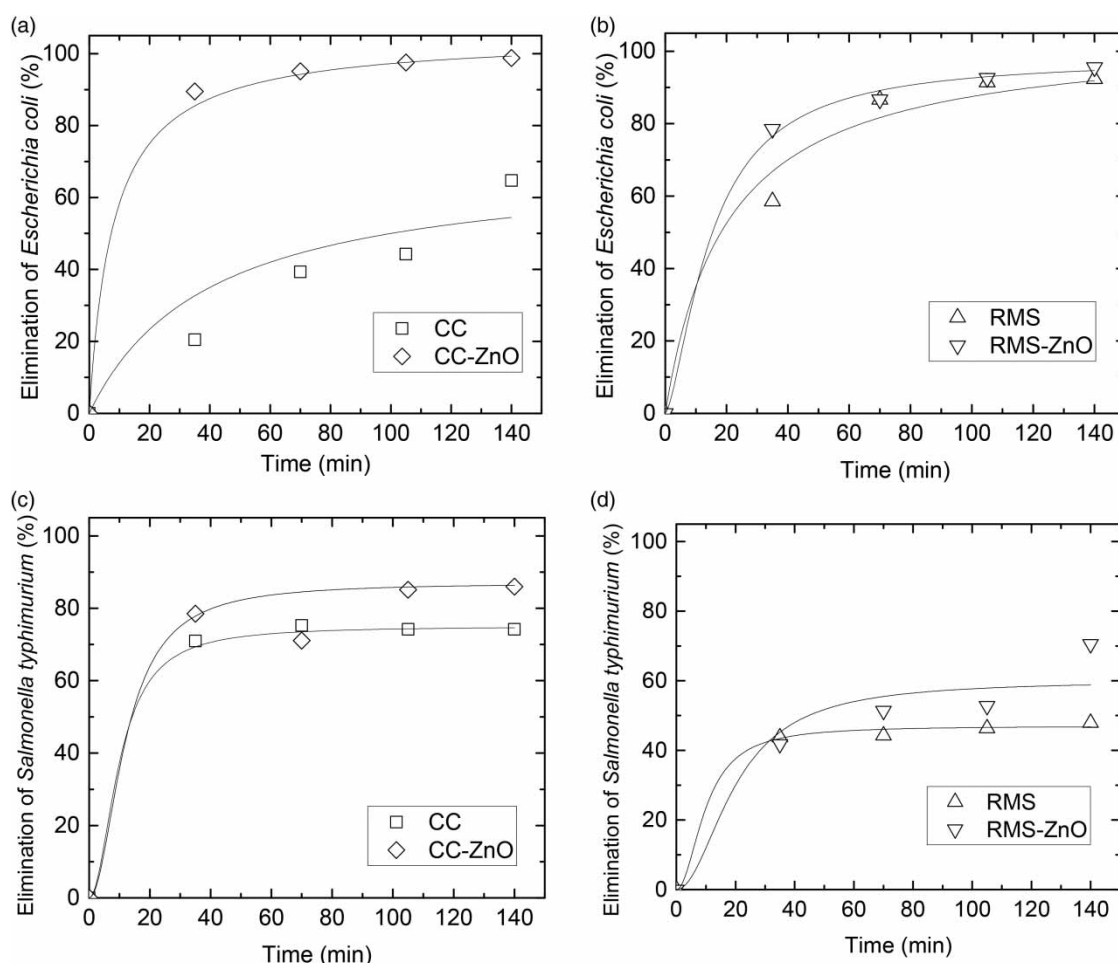 (a)
Elimination of Escherichia coli (%)
100
80
60
40
20
0
CC
CC-ZnO
0 20 40 60 80 100 120 140
Time (min)
(b)
Elimination of Escherichia coli (%)
100
80
60
40
20
0
RMS
RMS-ZnO
0 20 40 60 80 100 120 140
Time (min)
(c)
Elimination of Salmonella typhimurium (%)
100
80
60
40
20
0
CC
CC-ZnO
0 20 40 60 80 100 120 140
Time (min)
(d)
Elimination of Salmonella typhimurium (%)
100
80
60
40
20
0
RMS
RMS-ZnO
0 20 40 60 80 100 120 140
Time (min)